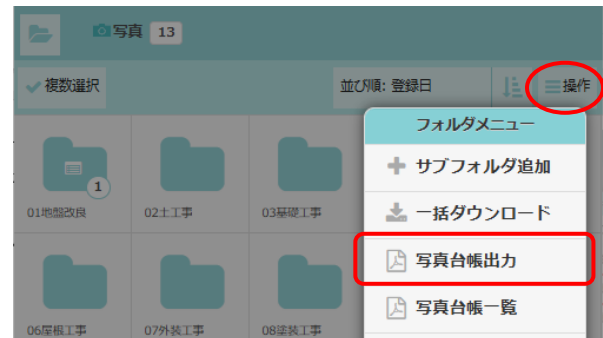 写真 13
複数選択
並び順: 登録日
操作
フォルダメニュー
サブフォルダ追加
一括ダウンロード
写真台帳出力
写真台帳一覧
1
01地盤改良
02土工事
03基礎工事
06屋根工事
07外装工事
08塗装工事